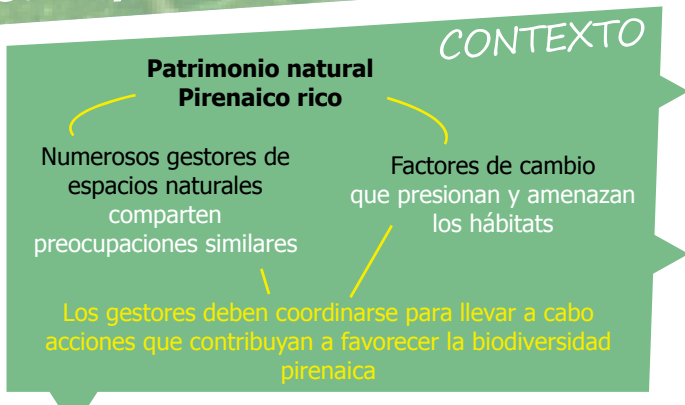 CONTEXTO
Patrimonio natural
Pirenaico rico
Numerosos gestores de
espacios naturales
comparten
preocupaciones similares
Factores de cambio
que presionan y amenazan
los hábitats
Los gestores deben coordinarse para llevar a cabo
acciones que contribuyan a favorecer la biodiversidad
pirenaica